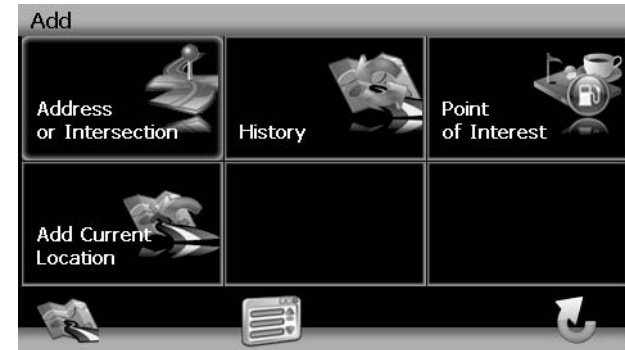 Add
Address
or Intersection
History
Point
of Interest
Add Current
Location